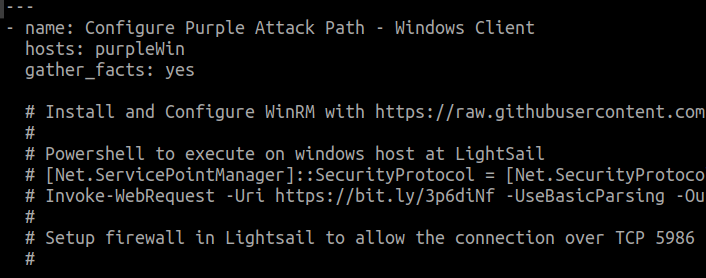 ---
- name: Configure Purple Attack Path - Windows Client
hosts: purpleWin
gather_facts: yes
# Install and Configure WinRM with https://raw.githubusercontent.com
#
# Powershell to execute on windows host at LightSail
# [Net.ServicePointManager]::SecurityProtocol = [Net.SecurityProtoco
# Invoke-WebRequest -Uri https://bit.ly/3p6diNf -UseBasicParsing -Ou
#
# Setup firewall in Lightsail to allow the connection over TCP 5986
#